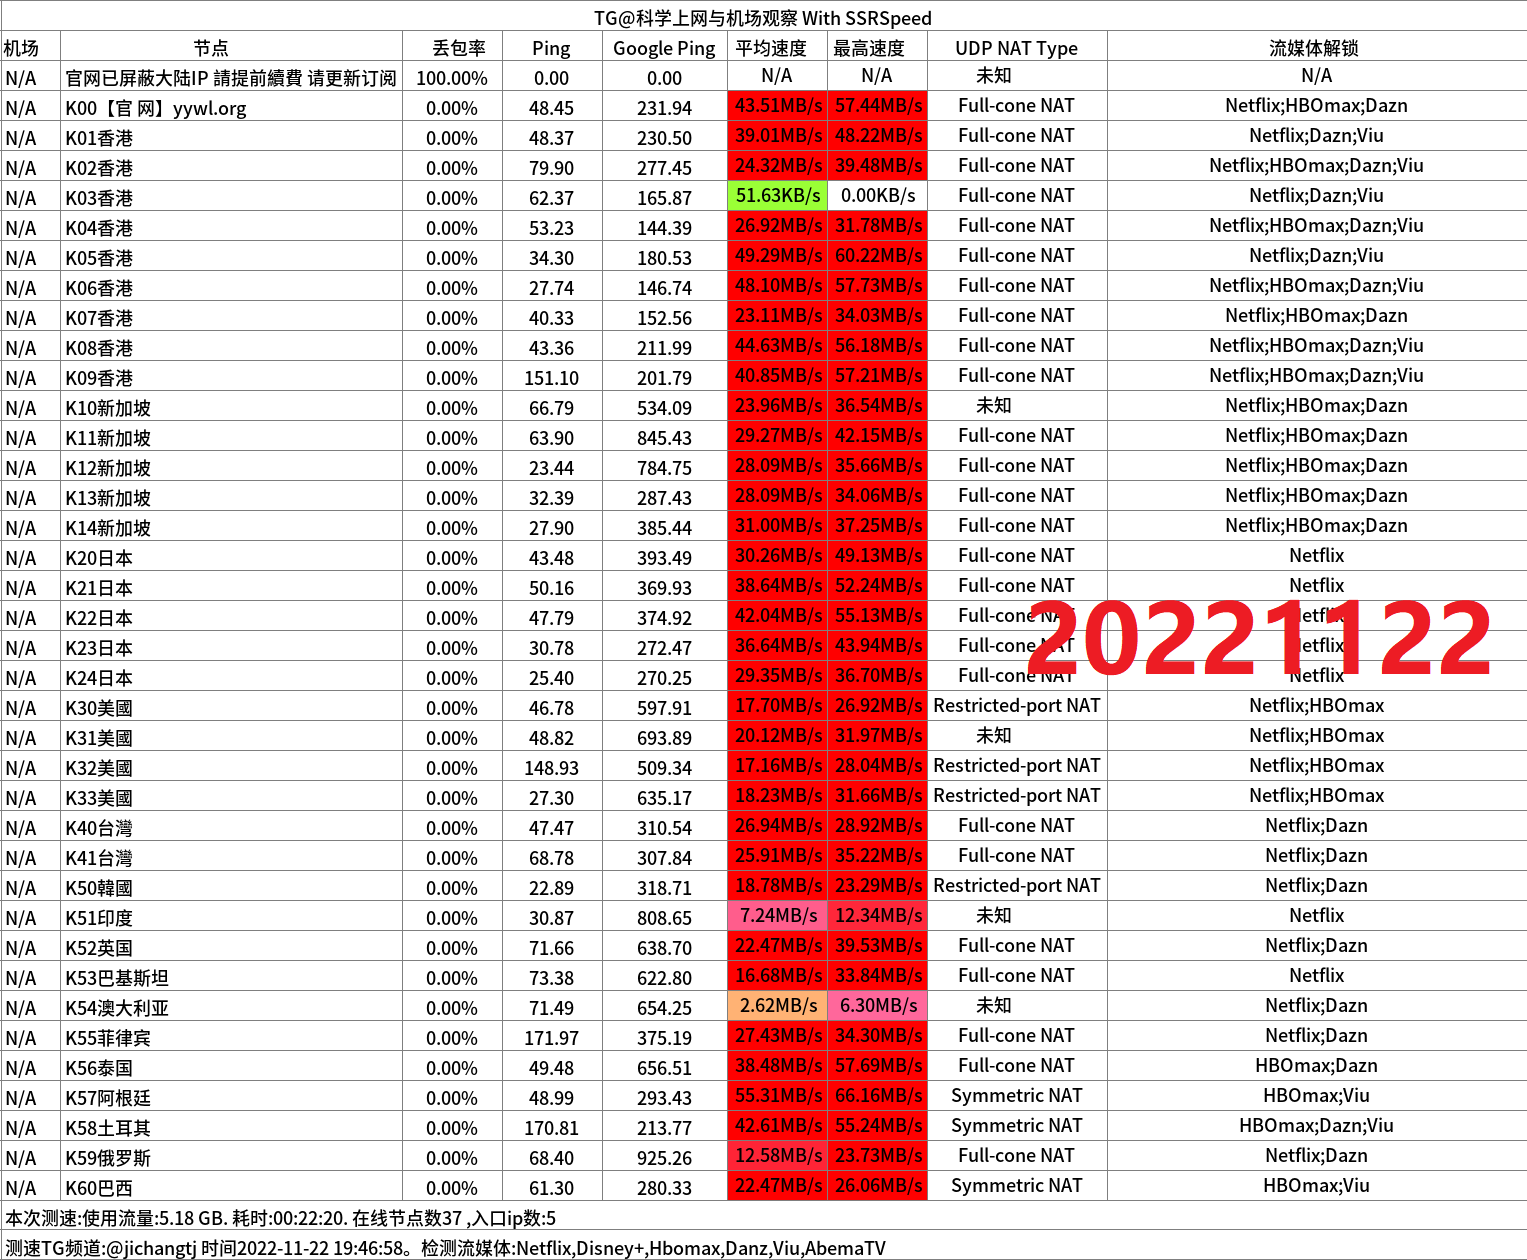 TG@科学上网与机场观察 With SSRSpeed
机场 节点 丢包率 Ping Google Ping 平均速度 最高速度 UDP NAT Type 流媒体解锁
N/A 官网已屏蔽大陆IP 請提前續費 请更新订阅 100.00% 0.00 0.00 N/A N/A 未知 N/A
N/A K00【官 网】yywl.org 0.00% 48.45 231.94 43.51MB/s 57.44MB/s Full-cone NAT Netflix;HBOmax;Dazn
N/A K01香港 0.00% 48.37 230.50 39.01MB/s 48.22MB/s Full-cone NAT Netflix;Dazn;Viu
N/A K02香港 0.00% 79.90 277.45 24.32MB/s 39.48MB/s Full-cone NAT Netflix;HBOmax;Dazn;Viu
N/A K03香港 0.00% 62.37 165.87 51.63KB/s 0.00KB/s Full-cone NAT Netflix;Dazn;Viu
N/A K04香港 0.00% 53.23 144.39 26.92MB/s 31.78MB/s Full-cone NAT Netflix;HBOmax;Dazn;Viu
N/A K05香港 0.00% 34.30 180.53 49.29MB/s 60.22MB/s Full-cone NAT Netflix;Dazn;Viu
N/A K06香港 0.00% 27.74 146.74 48.10MB/s 57.73MB/s Full-cone NAT Netflix;HBOmax;Dazn;Viu
N/A K07香港 0.00% 40.33 152.56 23.11MB/s 34.03MB/s Full-cone NAT Netflix;HBOmax;Dazn
N/A K08香港 0.00% 43.36 211.99 44.63MB/s 56.18MB/s Full-cone NAT Netflix;HBOmax;Dazn;Viu
N/A K09香港 0.00% 151.10 201.79 40.85MB/s 57.21MB/s Full-cone NAT Netflix;HBOmax;Dazn;Viu
N/A K10新加坡 0.00% 66.79 534.09 23.96MB/s 36.54MB/s 未知 Netflix;HBOmax;Dazn
N/A K11新加坡 0.00% 63.90 845.43 29.27MB/s 42.15MB/s Full-cone NAT Netflix;HBOmax;Dazn
N/A K12新加坡 0.00% 23.44 784.75 28.09MB/s 35.66MB/s Full-cone NAT Netflix;HBOmax;Dazn
N/A K13新加坡 0.00% 32.39 287.43 28.09MB/s 34.06MB/s Full-cone NAT Netflix;HBOmax;Dazn
N/A K14新加坡 0.00% 27.90 385.44 31.00MB/s 37.25MB/s Full-cone NAT Netflix;HBOmax;Dazn
N/A K20日本 0.00% 43.48 393.49 30.26MB/s 49.13MB/s Full-cone NAT Netflix
N/A K21日本 0.00% 50.16 369.93 38.64MB/s 52.24MB/s Full-cone NAT Netflix
N/A K22日本 0.00% 47.79 374.92 42.04MB/s 55.13MB/s Full-cone NAT Netflix
N/A K23日本 0.00% 30.78 272.47 36.64MB/s 43.94MB/s Full-cone NAT Netflix
20221122
N/A K24日本 0.00% 25.40 270.25 29.35MB/s 36.70MB/s Full-cone NAT Netflix
N/A K30美國 0.00% 46.78 597.91 17.70MB/s 26.92MB/s Restricted-port NAT Netflix;HBOmax
N/A K31美國 0.00% 48.82 693.89 20.12MB/s 31.97MB/s 未知 Netflix;HBOmax
N/A K32美國 0.00% 148.93 509.34 17.16MB/s 28.04MB/s Restricted-port NAT Netflix;HBOmax
N/A K33美國 0.00% 27.30 635.17 18.23MB/s 31.66MB/s Restricted-port NAT Netflix;HBOmax
N/A K40台灣 0.00% 47.47 310.54 26.94MB/s 28.92MB/s Full-cone NAT Netflix;Dazn
N/A K41台灣 0.00% 68.78 307.84 25.91MB/s 35.22MB/s Full-cone NAT Netflix;Dazn
N/A K50韓國 0.00% 22.89 318.71 18.78MB/s 23.29MB/s Restricted-port NAT Netflix;Dazn
N/A K51印度 0.00% 30.87 808.65 7.24MB/s 12.34MB/s 未知 Netflix
N/A K52英国 0.00% 71.66 638.70 22.47MB/s 39.53MB/s Full-cone NAT Netflix;Dazn
N/A K53巴基斯坦 0.00% 73.38 622.80 16.68MB/s 33.84MB/s Full-cone NAT Netflix
N/A K54澳大利亚 0.00% 71.49 654.25 2.62MB/s 6.30MB/s 未知 Netflix;Dazn
N/A K55菲律宾 0.00% 171.97 375.19 27.43MB/s 34.30MB/s Full-cone NAT Netflix;Dazn
N/A K56泰国 0.00% 49.48 656.51 38.48MB/s 57.69MB/s Full-cone NAT HBOmax;Dazn
N/A K57阿根廷 0.00% 48.99 293.43 55.31MB/s 66.16MB/s Symmetric NAT HBOmax;Viu
N/A K58土耳其 0.00% 170.81 213.77 42.61MB/s 55.24MB/s Symmetric NAT HBOmax;Dazn;Viu
N/A K59俄罗斯 0.00% 68.40 925.26 12.58MB/s 23.73MB/s Full-cone NAT Netflix;Dazn
N/A K60巴西 0.00% 61.30 280.33 22.47MB/s 26.06MB/s Symmetric NAT HBOmax;Viu
本次测速:使用流量:5.18 GB. 耗时:00:22:20. 在线节点数37 ,入口ip数:5
测速TG频道:@jichangtj 时间2022-11-22 19:46:58。检测流媒体:Netflix,Disney+,Hbomax,Danz,Viu,AbemaTV